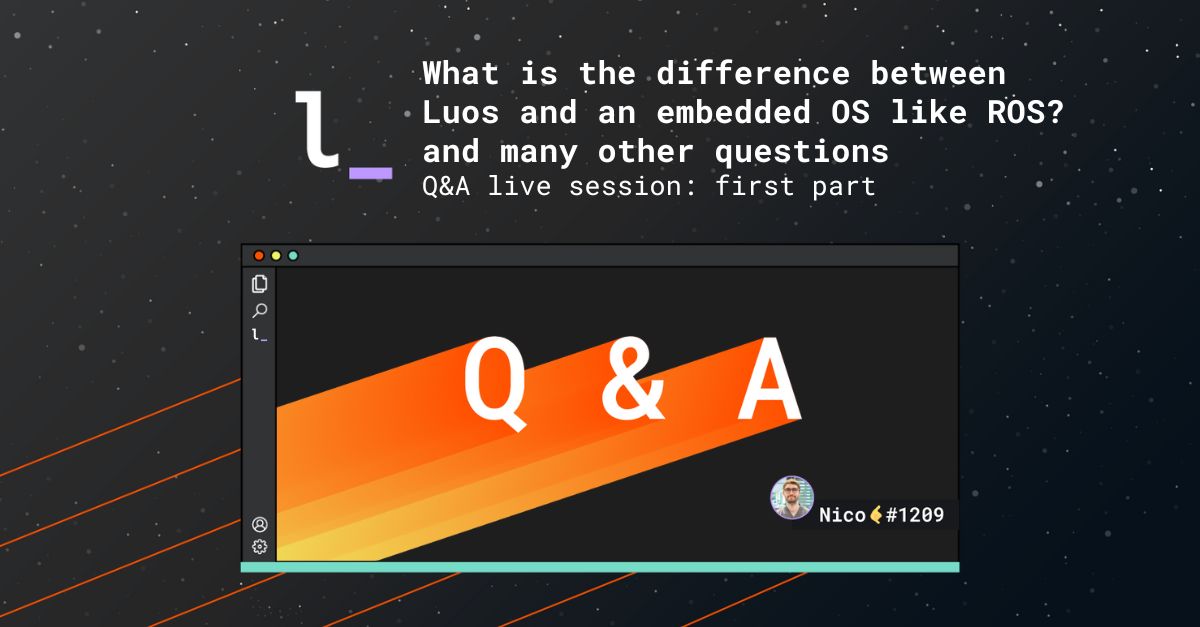 l_
What is the difference between
Luos and an embedded OS like ROS?
and many other questions
Q&A live session: first part
l_
Q & A
Nico#1209